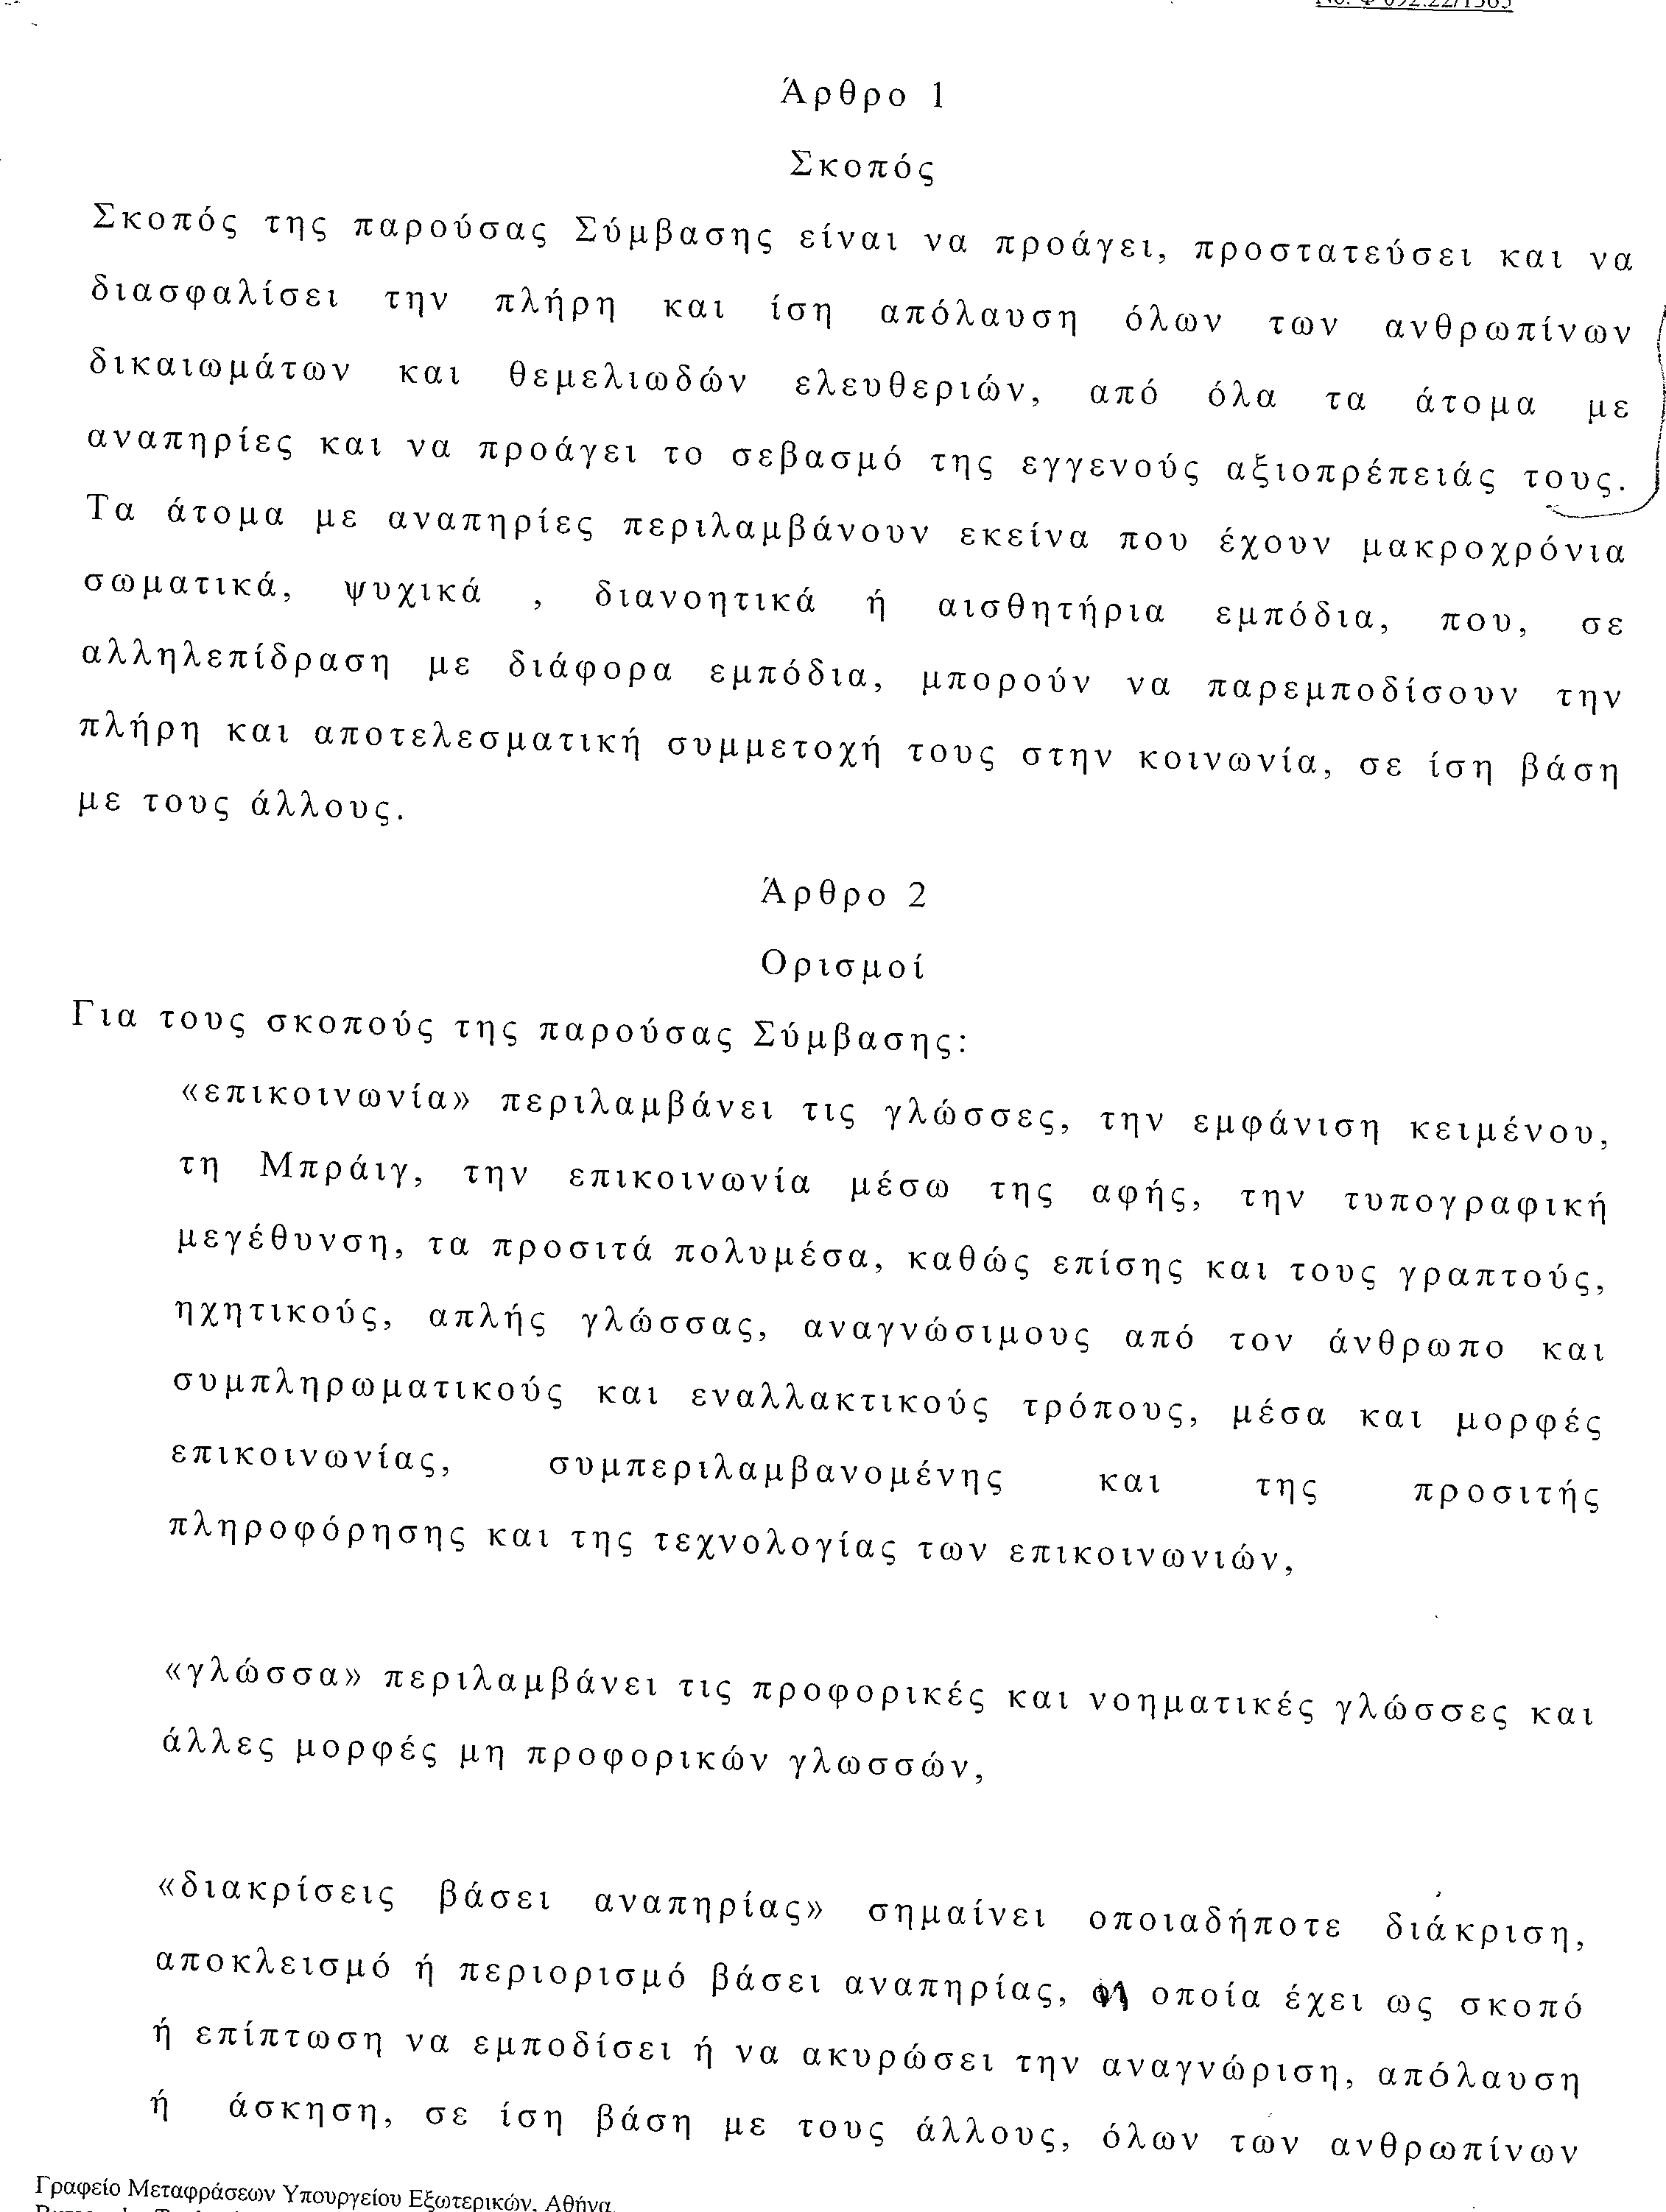 Άρθρο 1
Σκοπός
Σκοπός της παρούσας Σύμβασης είναι να προάγει, προστατεύσει και να
διασφαλίσει την πλήρη και ίση απόλαυση όλων των ανθρωπίνων
δικαιωμάτων και θεμελιωδών ελευθεριών, από όλα τα άτομα με
αναπηρίες και να προάγει το σεβασμό της εγγενούς αξιοπρέπειάς τους.
Τα άτομα με αναπηρίες περιλαμβάνουν εκείνα που έχουν μακροχρόνια
σωματικά, ψυχικά , διανοητικά ή αισθητήρια εμπόδια, που, σε
αλληλεπίδραση με διάφορα εμπόδια, μπορούν να παρεμποδίσουν την
πλήρη και αποτελεσματική συμμετοχή τους στην κοινωνία, σε ίση βάση
με τους άλλους.
Άρθρο 2
Ορισμοί
Για τους σκοπούς της παρούσας Σύμβασης:
«επικοινωνία» περιλαμβάνει τις γλώσσες, την εμφάνιση κειμένου,
τη Μπράιγ, την επικοινωνία μέσω της αφής, την τυπογραφική
μεγέθυνση, τα προσιτά πολυμέσα, καθώς επίσης και τους γραπτούς,
ηχητικούς, απλής γλώσσας, αναγνώσιμους από τον άνθρωπο και
συμπληρωματικούς και εναλλακτικούς τρόπους, μέσα και μορφές
επικοινωνίας, συμπεριλαμβανομένης και της προσιτής
πληροφόρησης και της τεχνολογίας των επικοινωνιών,
«γλώσσα» περιλαμβάνει τις προφορικές και νοηματικές γλώσσες και
άλλες μορφές μη προφορικών γλωσσών,
«διακρίσεις βάσει αναπηρίας» σημαίνει οποιαδήποτε διάκριση,
αποκλεισμό ή περιορισμό βάσει αναπηρίας, η οποία έχει ως σκοπό
ή επίπτωση να εμποδίσει ή να ακυρώσει την αναγνώριση, απόλαυση
ή άσκηση, σε ίση βάση με τους άλλους, όλων των ανθρωπίνων
Γραφείο Μεταφράσεων Υπουργείου Εξωτερικών, Αθήνα